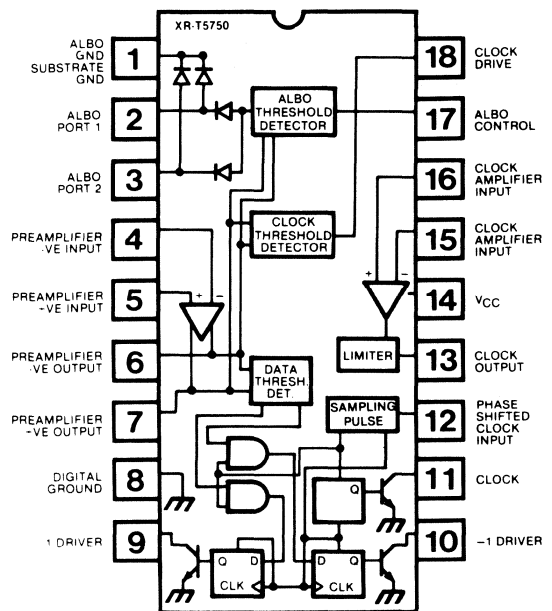 XR-T5750
ALBO
GND
SUBSTRATE
GND
1
ALBO
PORT 1
2
ALBO
PORT 2
3
PREAMPLIFIER
-VE INPUT
4
PREAMPLIFIER
-VE INPUT
5
PREAMPLIFIER
-VE OUTPUT
6
PREAMPLIFIER
-VE OUTPUT
7
DIGITAL
GROUND
8
1 DRIVER
9
18
CLOCK
DRIVE
17
ALBO
CONTROL
16
CLOCK
AMPLIFIER
INPUT
15
CLOCK
AMPLIFIER
INPUT
14
VCC
13
CLOCK
OUTPUT
12
PHASE
SHIFTED
CLOCK
INPUT
11
CLOCK
10
-1 DRIVER
ALBO
THRESHOLD
DETECTOR
CLOCK
THRESHOLD
DETECTOR
+ −
+ −
LIMITER
DATA
THRESH.
DET.
SAMPLING
PULSE
Q
Q D
CLK
D Q
CLK